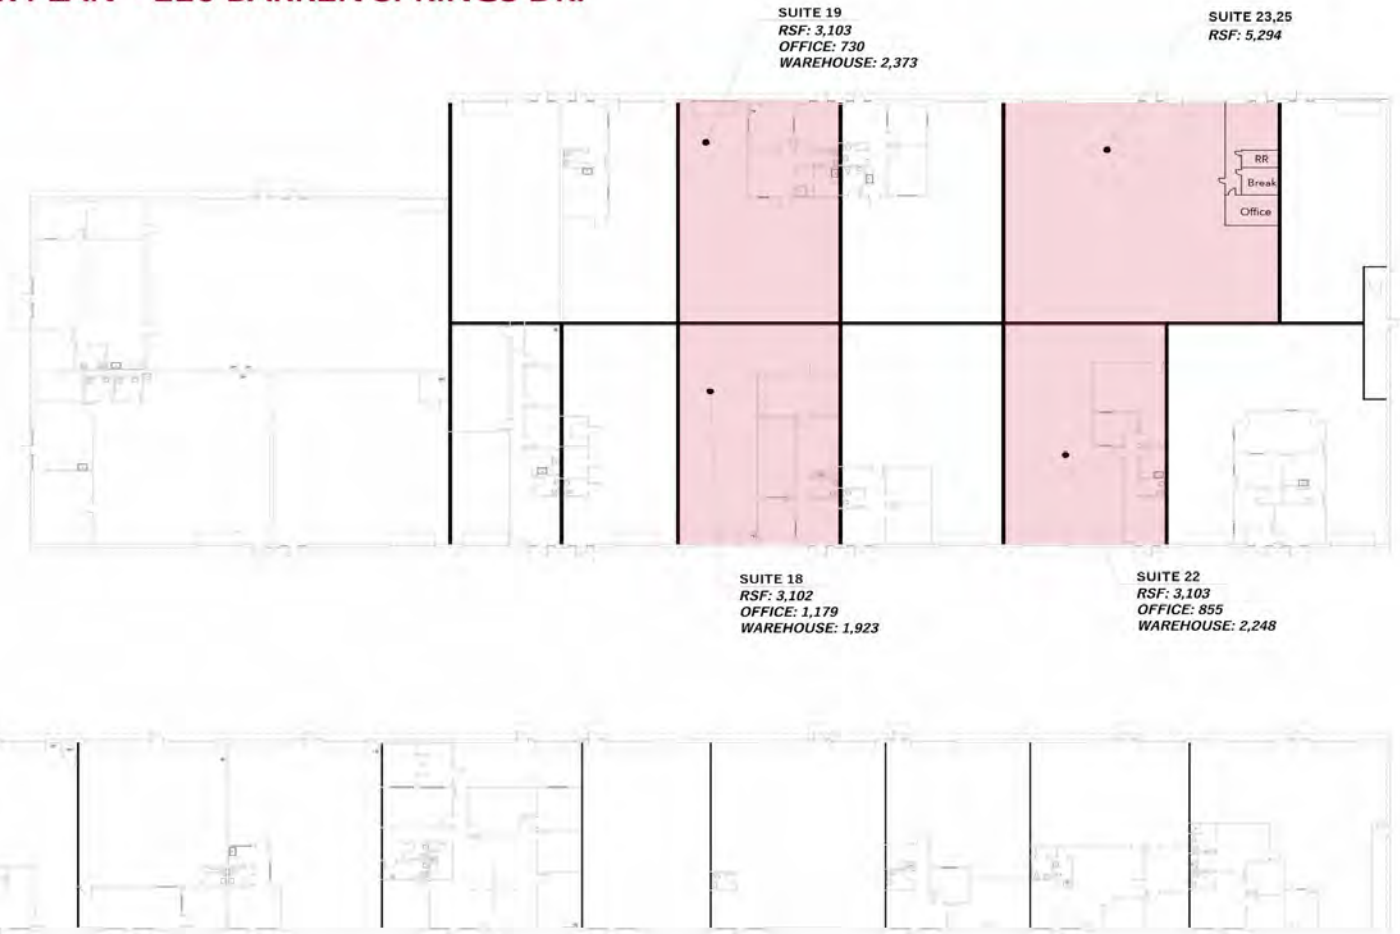 SUITE 19
RSF: 3,103
OFFICE: 730
WAREHOUSE: 2,373
SUITE 23,25
RSF: 5,294
RR
Break
Office
SUITE 18
RSF: 3,102
OFFICE: 1,179
WAREHOUSE: 1,923
SUITE 22
RSF: 3,103
OFFICE: 855
WAREHOUSE: 2,248